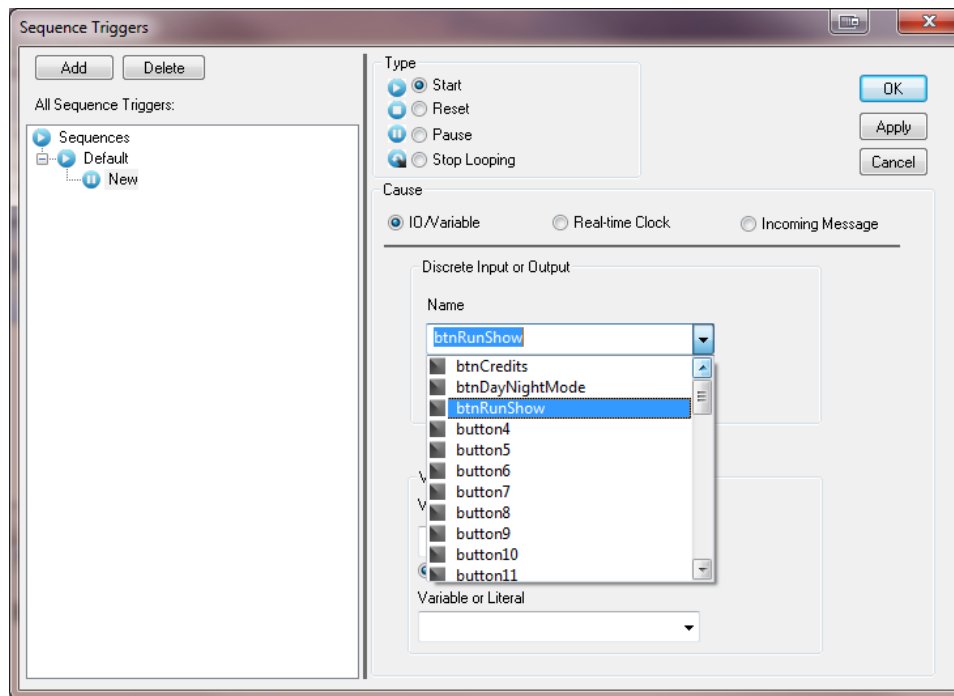 Sequence Triggers
Add
Delete
All Sequence Triggers:
Sequences
Default
New
Type
Start
Reset
Pause
Stop Looping
OK
Apply
Cancel
Cause
IO/Variable
Real-time Clock
Incoming Message
Discrete Input or Output
Name
btnRunShow
btnCredits
btnDayNightMode
btnRunShow
button4
button5
button6
button7
button8
button9
button10
button11
Variable or Literal